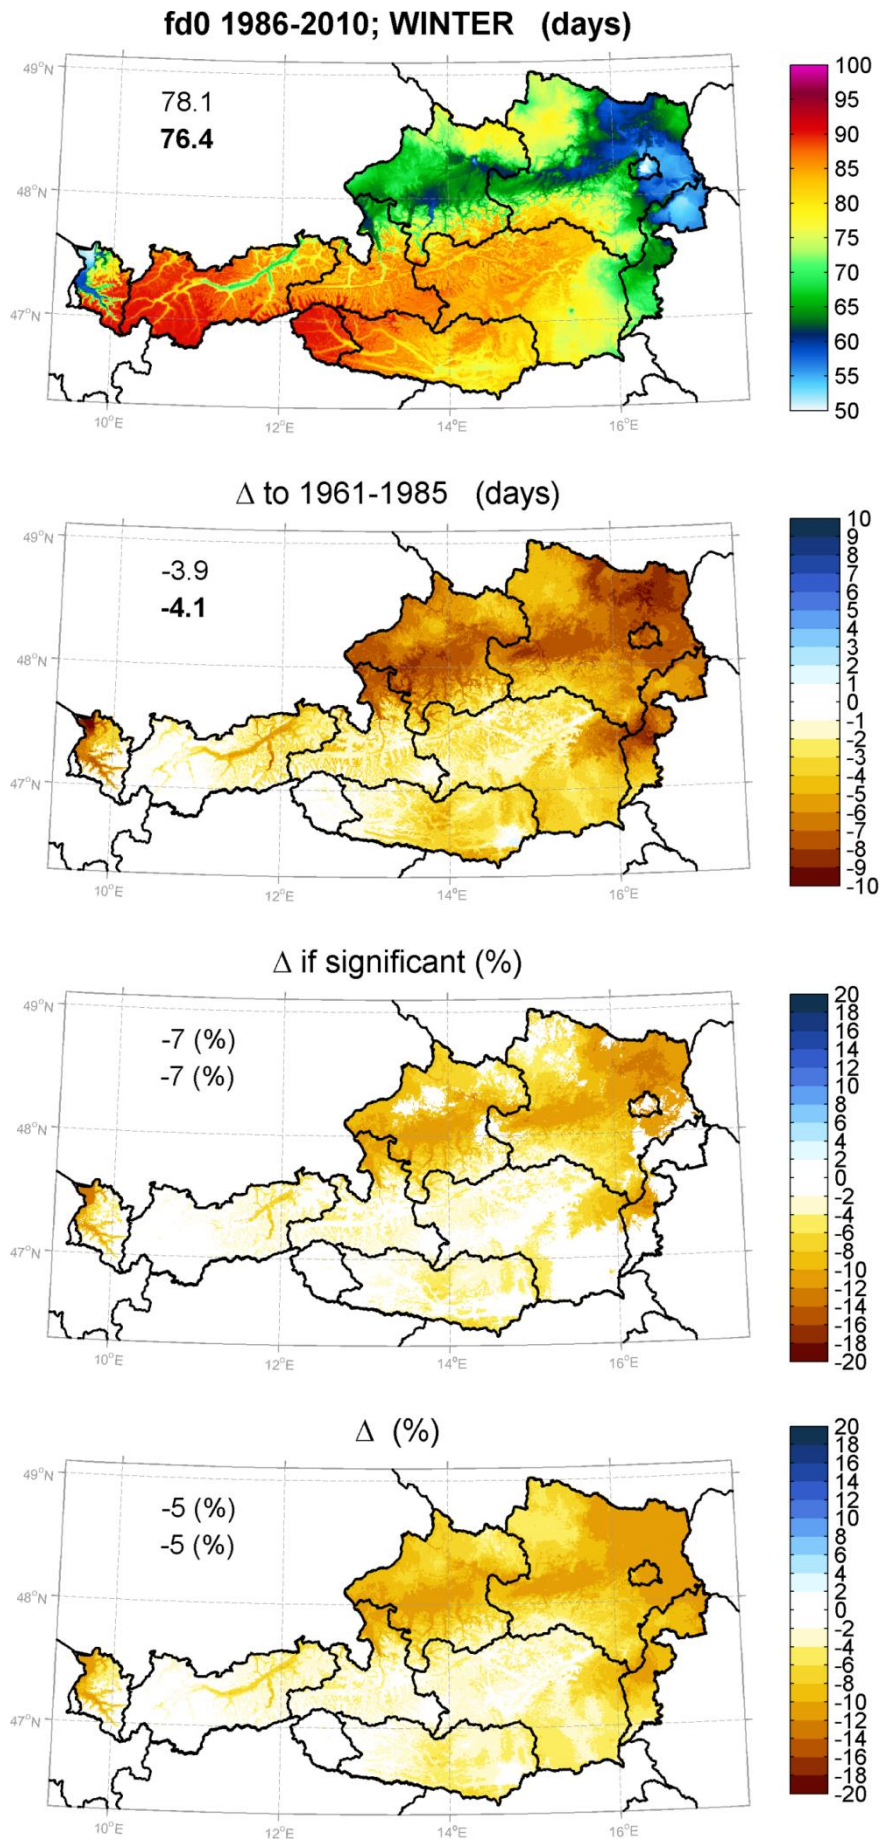 fd0 1986-2010; WINTER (days)
49°N
48°N
47°N
10°E
12°E
14°E
16°E
78.1
76.4
100
95
90
85
80
75
70
65
60
55
50
Δ to 1961-1985 (days)
49°N
48°N
47°N
10°E
12°E
14°E
16°E
-3.9
-4.1
10
9
8
7
6
5
4
3
2
1
0
-1
-2
-3
-4
-5
-6
-7
-8
-9
-10
Δ if significant (%)
49°N
48°N
47°N
10°E
12°E
14°E
16°E
-7 (%)
-7 (%)
20
18
16
14
12
10
8
6
4
2
0
-2
-4
-6
-8
-10
-12
-14
-16
-18
-20
Δ (%)
49°N
48°N
47°N
10°E
12°E
14°E
16°E
-5 (%)
-5 (%)
20
18
16
14
12
10
8
6
4
2
0
-2
-4
-6
-8
-10
-12
-14
-16
-18
-20